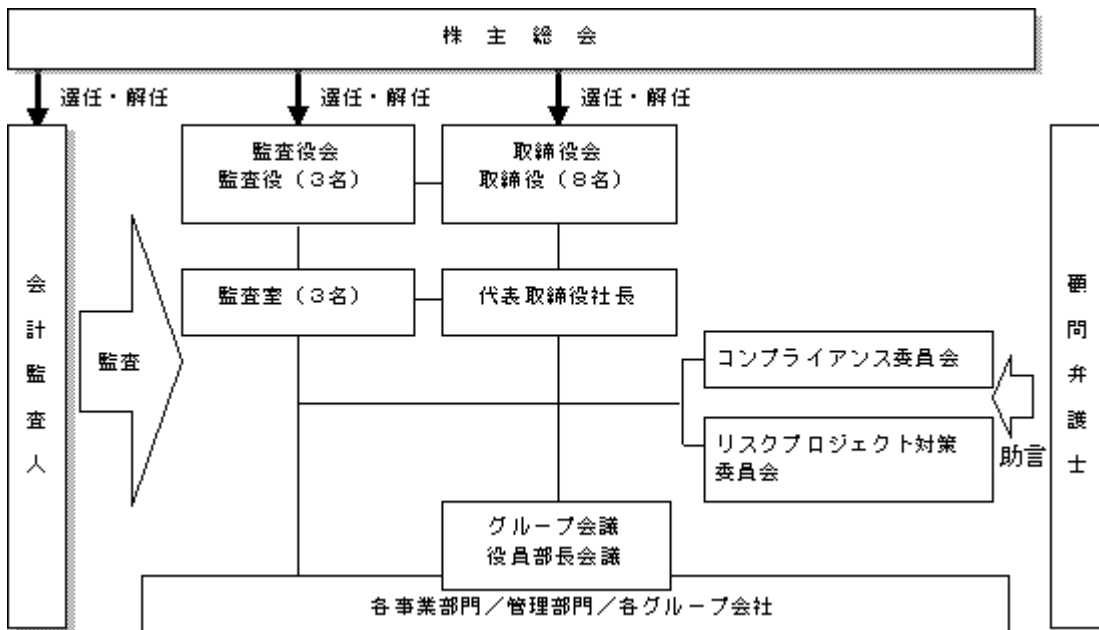 株主総会
選任・解任
選任・解任
選任・解任
監査役会
監査役（３名）
取締役会
取締役（８名）
監査室（３名）
代表取締役社長
会計監査人
監査
コンプライアンス委員会
リスクプロジェクト対策
委員会
助言
顧問弁護士
グループ会議
役員部長会議
各事業部門／管理部門／各グループ会社